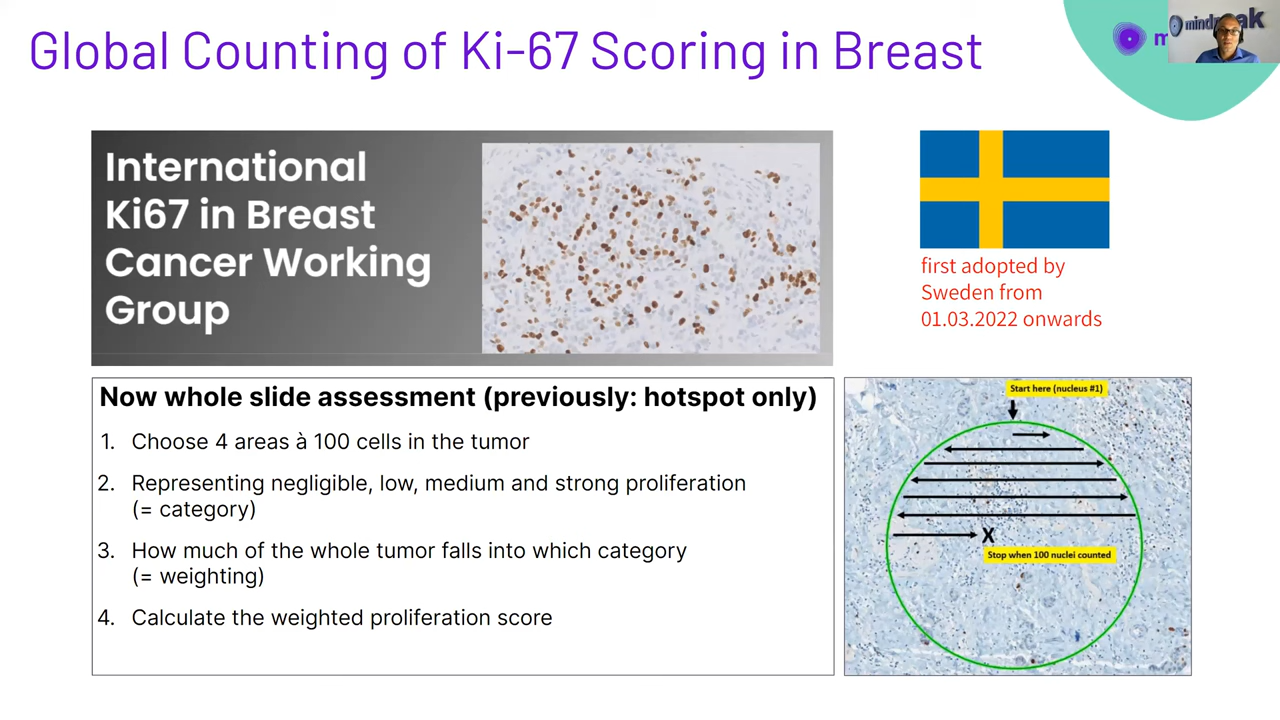 Global Counting of Ki-67 Scoring in Breast
International
Ki67 in Breast
Cancer Working
Group
first adopted by
Sweden from
01.03.2022 onwards
Now whole slide assessment (previously: hotspot only)
1. Choose 4 areas à 100 cells in the tumor
2. Representing negligible, low, medium and strong proliferation
(= category)
3. How much of the whole tumor falls into which category
(= weighting)
4. Calculate the weighted proliferation score
Start here (nucleus #1)
X
Stop when 100 nuclei counted